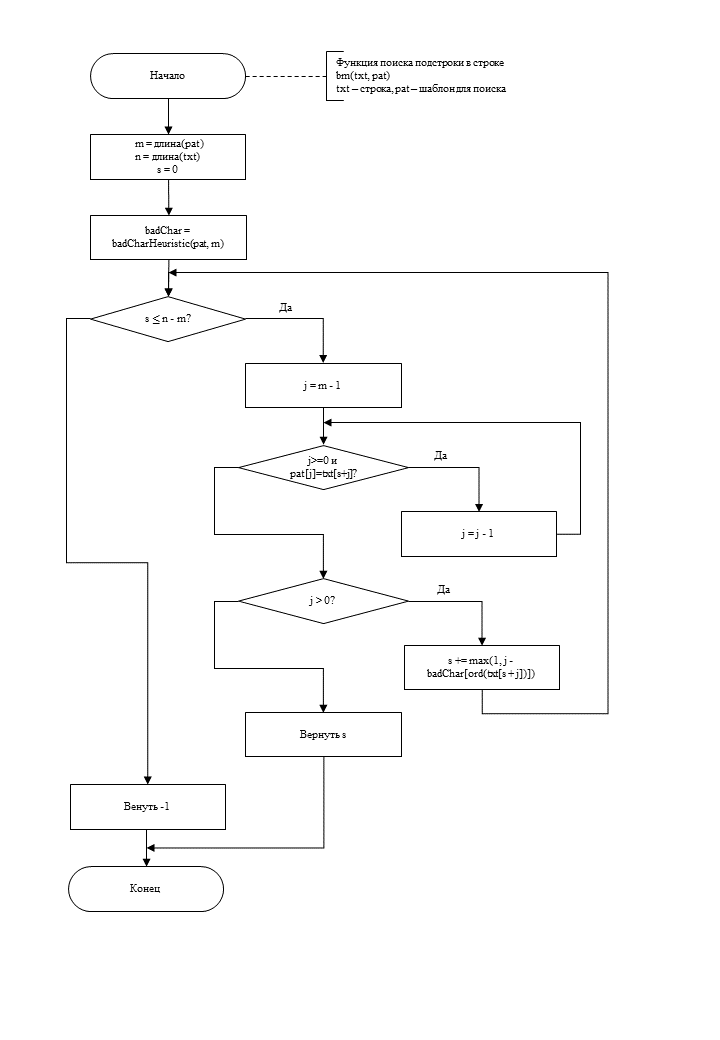 Начало
Функция поиска подстроки в строке
bm(txt, pat)
txt – строка, pat – шаблон для поиска
m = длина(pat)
n = длина(txt)
s = 0
badChar =
badCharHeuristic(pat, m)
s ≤ n - m?
Да
j = m - 1
j>=0 и
pat[j]=txt[s+j]?
Да
j = j - 1
j > 0?
Да
s += max(1, j -
badChar[ord(txt[s + j])])
Вернуть s
Венуть -1
Конец